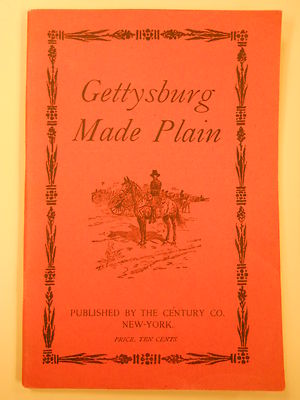 Gettysburg
Made Plain
PUBLISHED BY THE CENTURY CO.
NEW-YORK.
PRICE, TEN CENTS